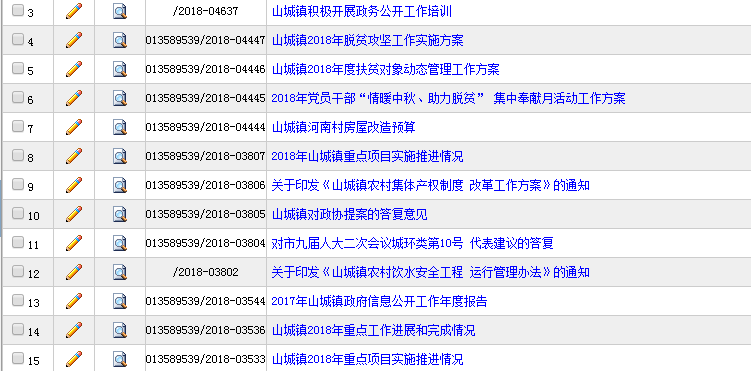 3 /2018-04637 山城镇积极开展政务公开工作培训
4 013589539/2018-04447 山城镇2018年脱贫攻坚工作实施方案
5 013589539/2018-04446 山城镇2018年度扶贫对象动态管理工作方案
6 013589539/2018-04445 2018年党员干部“情暖中秋、助力脱贫” 集中奉献月活动工作方案
7 013589539/2018-04444 山城镇河南村房屋改造预算
8 013589539/2018-03807 2018年山城镇重点项目实施推进情况
9 013589539/2018-03806 关于印发《山城镇农村集体产权制度 改革工作方案》的通知
10 013589539/2018-03805 山城镇对政协提案的答复意见
11 013589539/2018-03804 对市九届人大二次会议城环类第10号 代表建议的答复
12 /2018-03802 关于印发《山城镇农村饮水安全工程 运行管理办法》的通知
13 013589539/2018-03544 2017年山城镇政府信息公开工作年度报告
14 013589539/2018-03536 山城镇2018年重点工作进展和完成情况
15 013589539/2018-03533 山城镇2018年重点项目实施推进情况